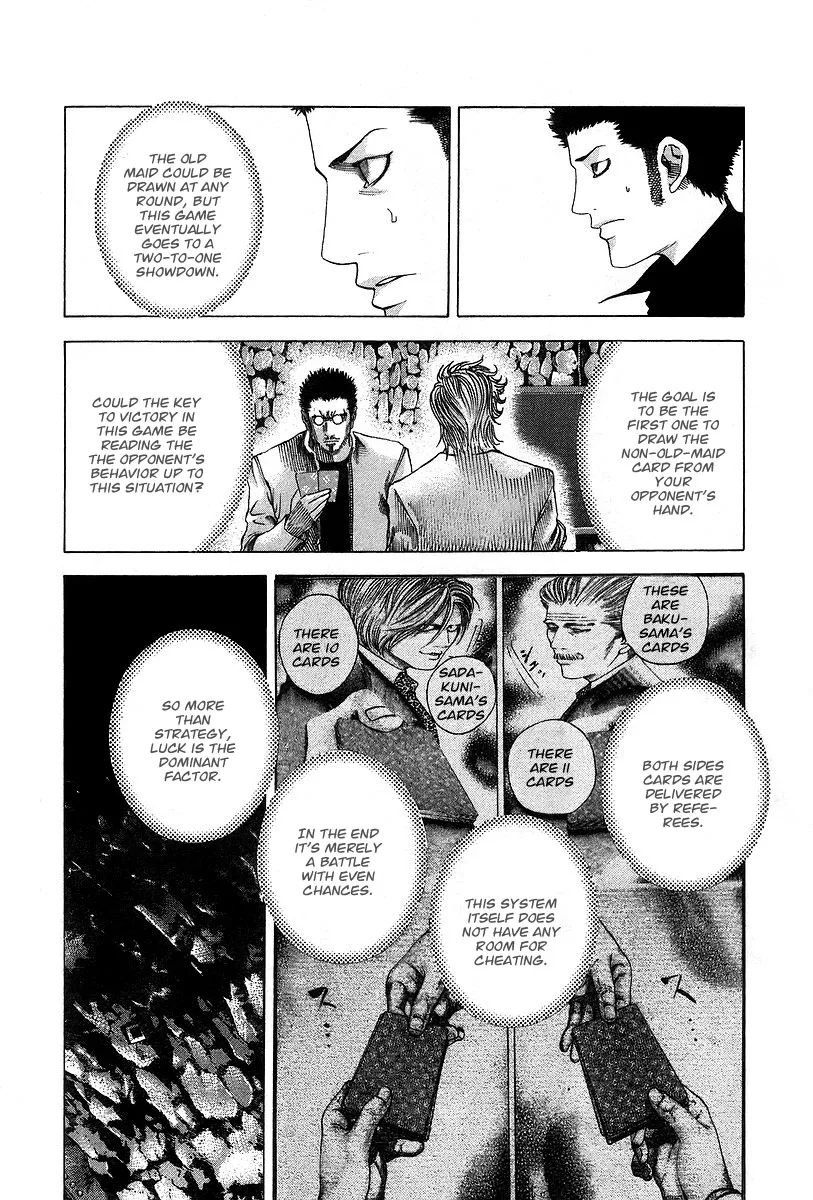 THE OLD
MAID COULD BE
DRAWN AT ANY
ROUND, BUT
THIS GAME
EVENTUALLY
GOES TO A
TWO-TO-ONE
SHOWDOWN.
THE GOAL IS
TO BE THE
FIRST ONE TO
DRAW THE
NON-OLD-MAID
CARD FROM
YOUR
OPPONENT'S
HAND.
COULD THE KEY
TO VICTORY IN
THIS GAME BE
READING THE
THE OPPONENT'S
BEHAVIOR UP TO
THIS SITUATION?
THESE
ARE
BAKU-
SAMA'S
CARDS
THERE
ARE 11
CARDS
BOTH SIDES
CARDS ARE
DELIVERED
BY REFE-
REES.
THERE
ARE 10
CARDS
SADA-
KUNI-
SAMA'S
CARDS
THIS SYSTEM
ITSELF DOES
NOT HAVE ANY
ROOM FOR
CHEATING.
IN THE END
IT'S MERELY
A BATTLE
WITH EVEN
CHANCES.
SO MORE
THAN
STRATEGY,
LUCK IS THE
DOMINANT
FACTOR.
ス
ス